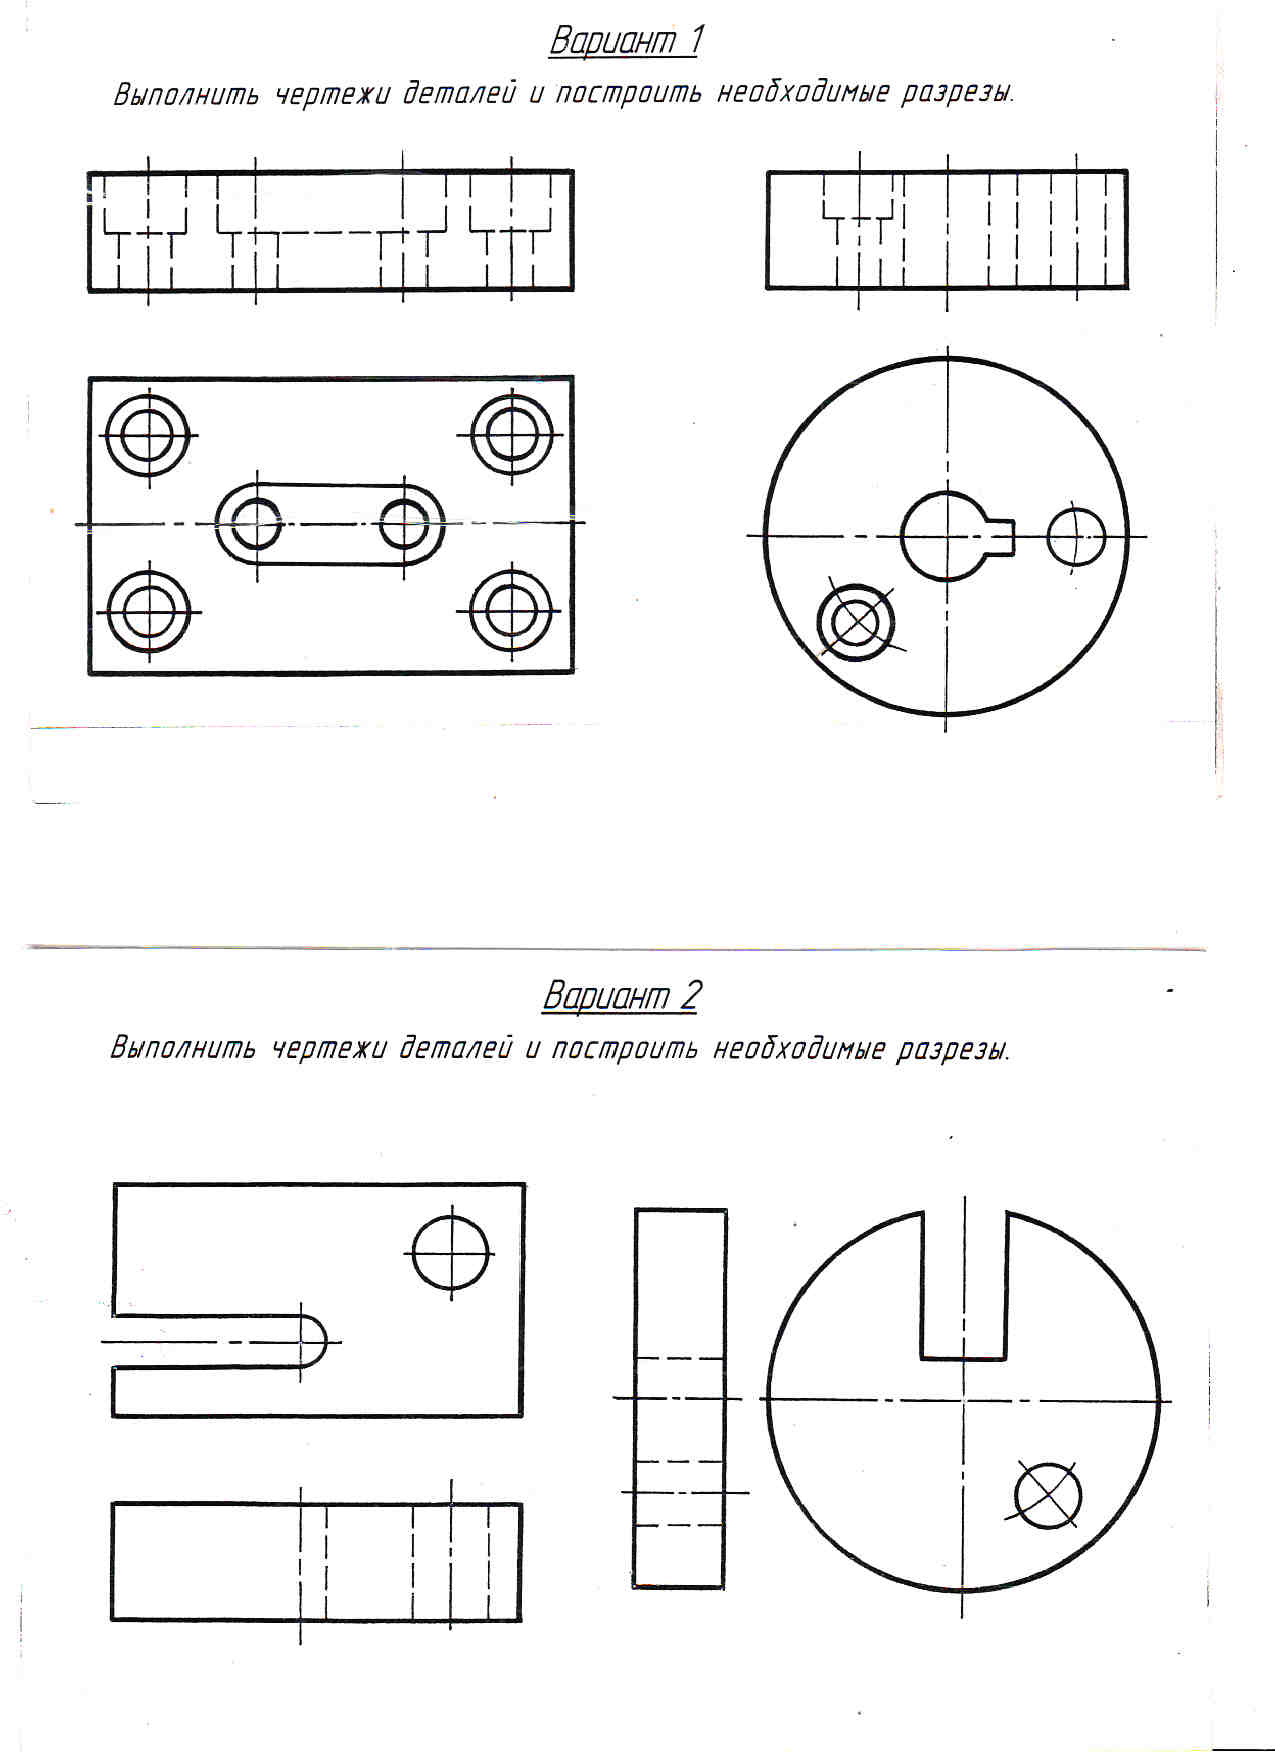 Вариант 1
Выполнить чертежи деталей и построить необходимые разрезы.
Вариант 2
Выполнить чертежи деталей и построить необходимые разрезы.